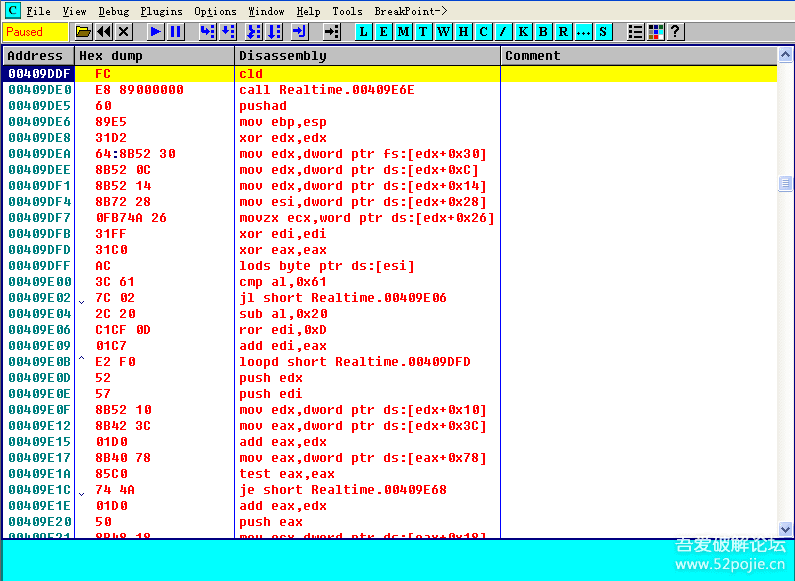 C File View Debug Plugins Options Window Help Tools BreakPoint->
Paused L E M T W H C / K B R ... S ?
Address Hex dump Disassembly Comment
00409DDF FC cld
00409DE0 E8 89000000 call Realtime.00409E6E
00409DE5 60 pushad
00409DE6 89E5 mov ebp,esp
00409DE8 31D2 xor edx,edx
00409DEA 64:8B52 30 mov edx,dword ptr fs:[edx+0x30]
00409DEE 8B52 0C mov edx,dword ptr ds:[edx+0xC]
00409DF1 8B52 14 mov edx,dword ptr ds:[edx+0x14]
00409DF4 8B72 28 mov esi,dword ptr ds:[edx+0x28]
00409DF7 0FB74A 26 movzx ecx,word ptr ds:[edx+0x26]
00409DFB 31FF xor edi,edi
00409DFD 31C0 xor eax,eax
00409DFF AC lods byte ptr ds:[esi]
00409E00 3C 61 cmp al,0x61
00409E02 7C 02 jl short Realtime.00409E06
00409E04 2C 20 sub al,0x20
00409E06 C1CF 0D ror edi,0xD
00409E09 01C7 add edi,eax
00409E0B ^ E2 F0 loopd short Realtime.00409DFD
00409E0D 52 push edx
00409E0E 57 push edi
00409E0F 8B52 10 mov edx,dword ptr ds:[edx+0x10]
00409E12 8B42 3C mov eax,dword ptr ds:[edx+0x3C]
00409E15 01D0 add eax,edx
00409E17 8B40 78 mov eax,dword ptr ds:[eax+0x78]
00409E1A 85C0 test eax,eax
00409E1C 74 4A je short Realtime.00409E68
00409E1E 01D0 add eax,edx
00409E20 50 push eax
00409E21 8B48 18 mov ecx,dword ptr ds:[eax+0x18]
吾爱破解论坛
www.52pojie.cn